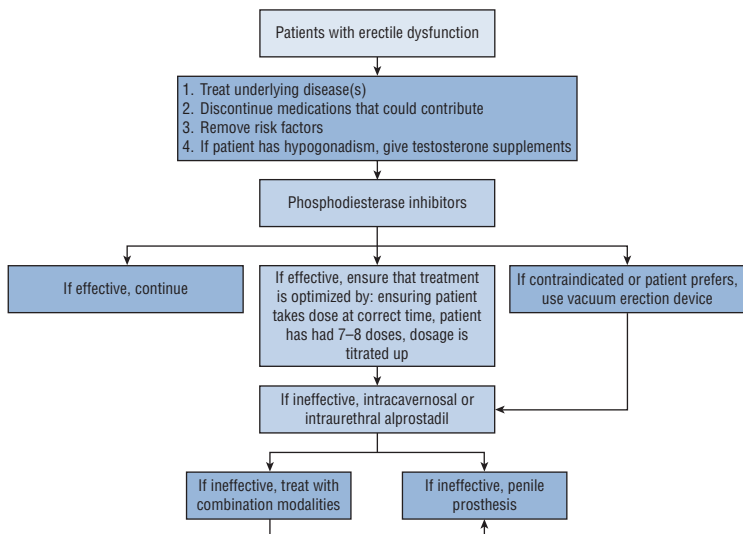 Patients with erectile dysfunction
1. Treat underlying disease(s)
2. Discontinue medications that could contribute
3. Remove risk factors
4. If patient has hypogonadism, give testosterone supplements
Phosphodiesterase inhibitors
If effective, continue
If effective, ensure that treatment
is optimized by: ensuring patient
takes dose at correct time, patient
has had 7–8 doses, dosage is
titrated up
If contraindicated or patient prefers,
use vacuum erection device
If ineffective, intracavernosal or
intraurethral alprostadil
If ineffective, treat with
combination modalities
If ineffective, penile
prosthesis